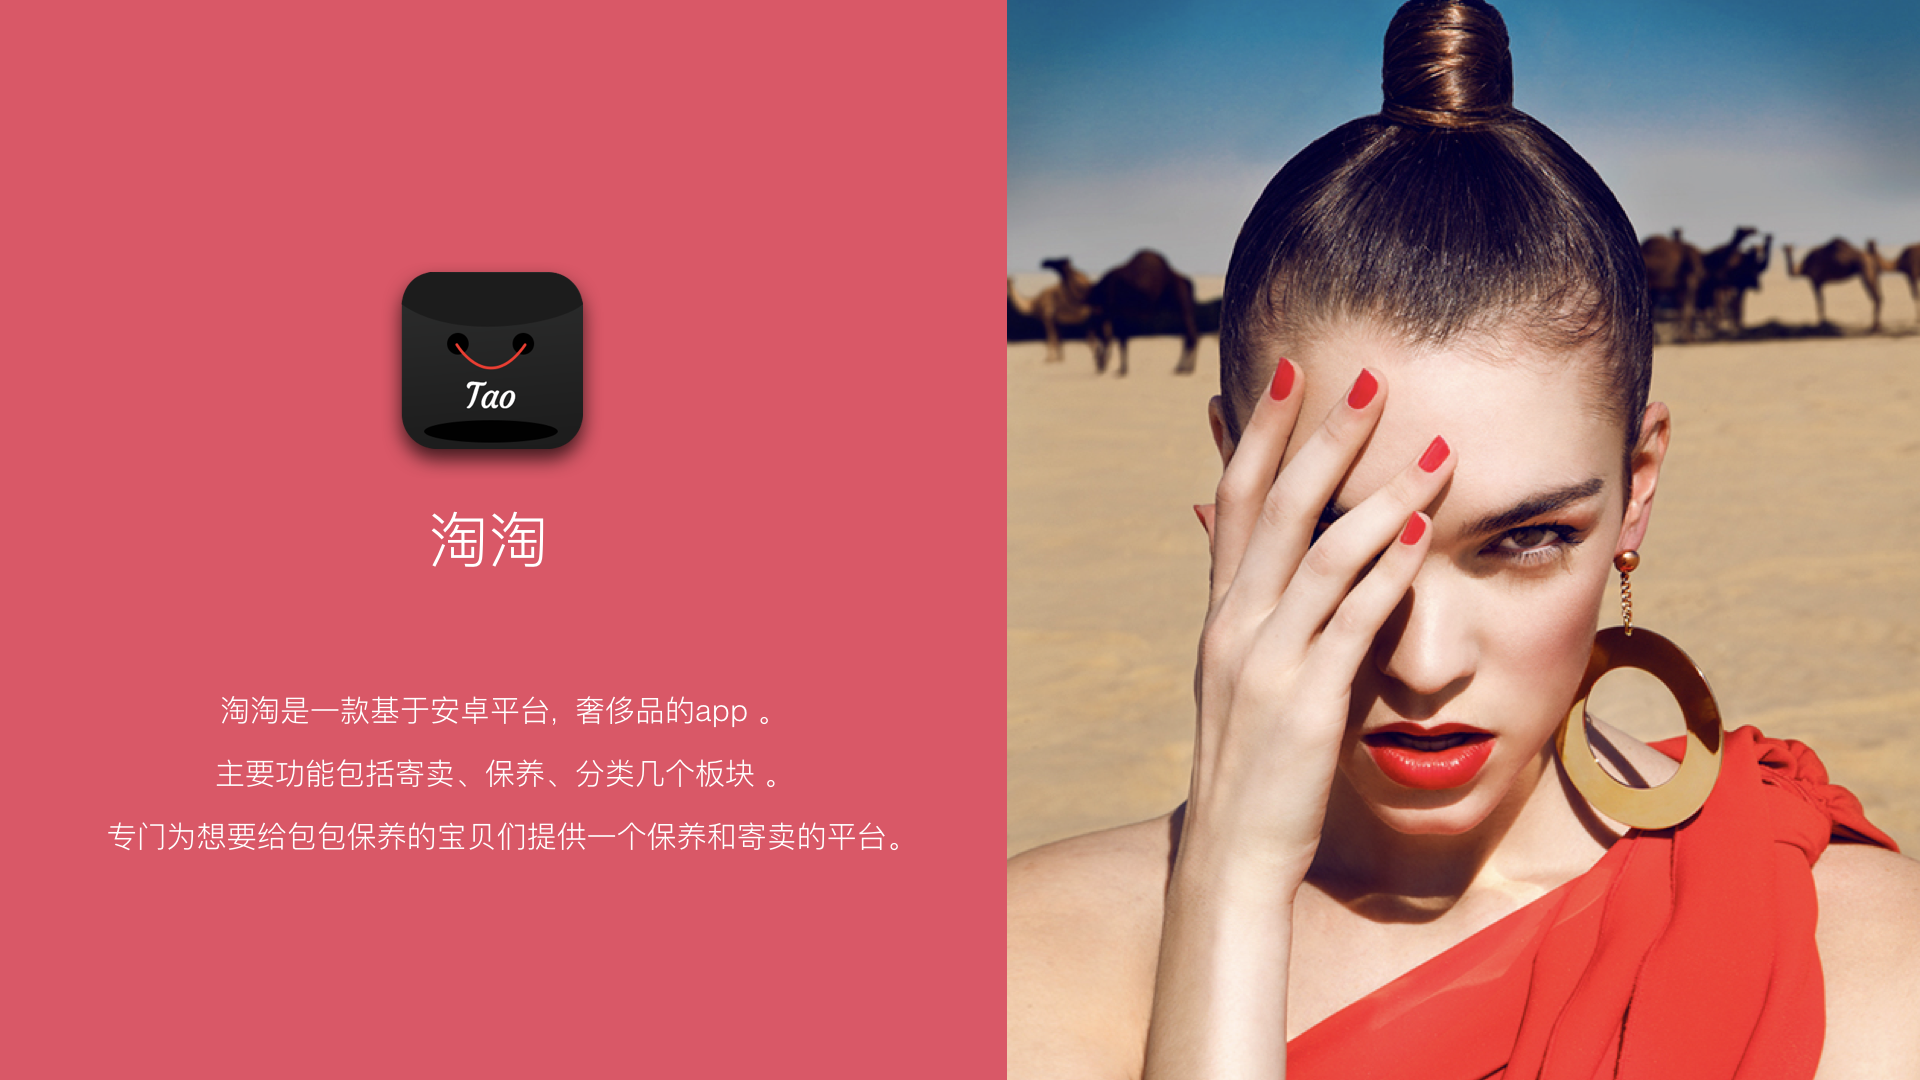 Tao
淘淘
淘淘是一款基于安卓平台, 奢侈品的app 。
主要功能包括寄卖、保养、分类几个板块 。
专门为想要给包包保养的宝贝们提供一个保养和寄卖的平台。